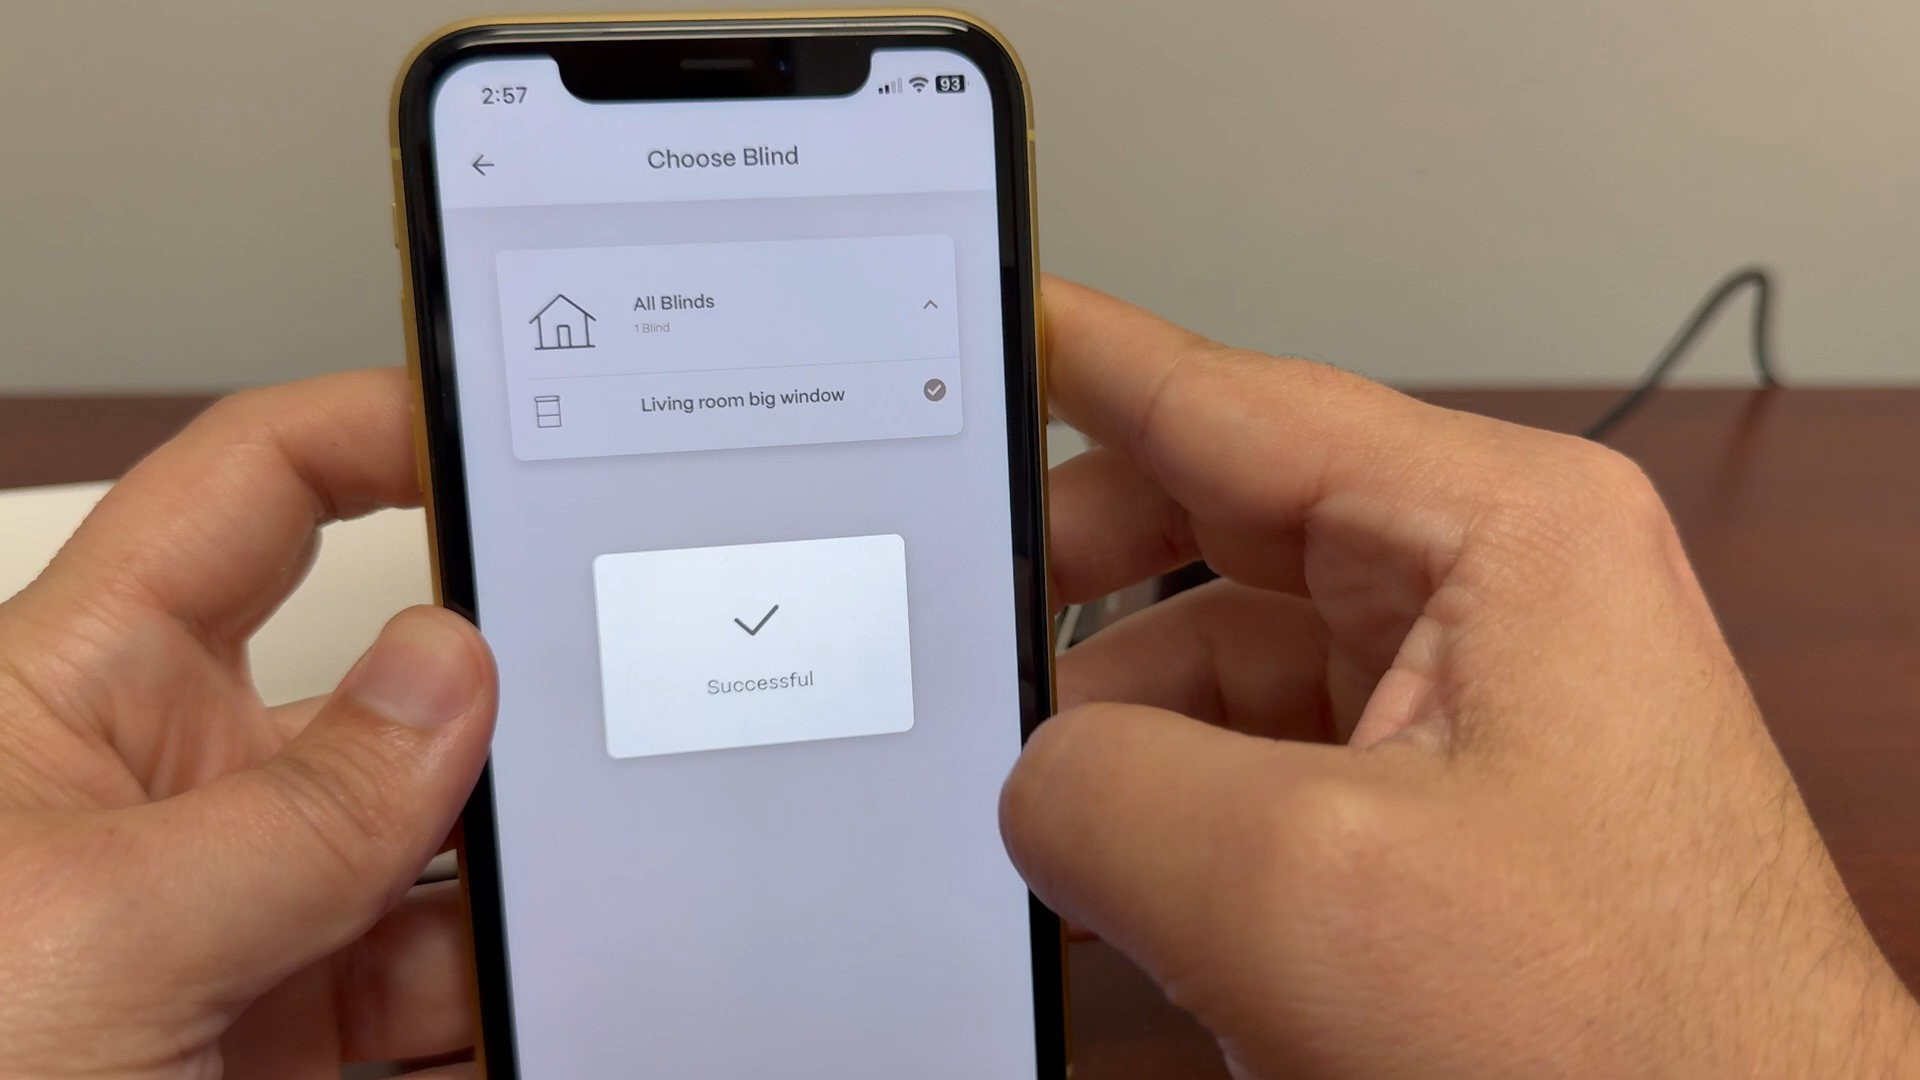 2:57
93
Choose Blind
All Blinds
1 Blind
Living room big window
Successful